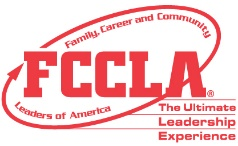 Family, Career and Community
FCCLA®
Leaders of America
The Ultimate
Leadership
Experience